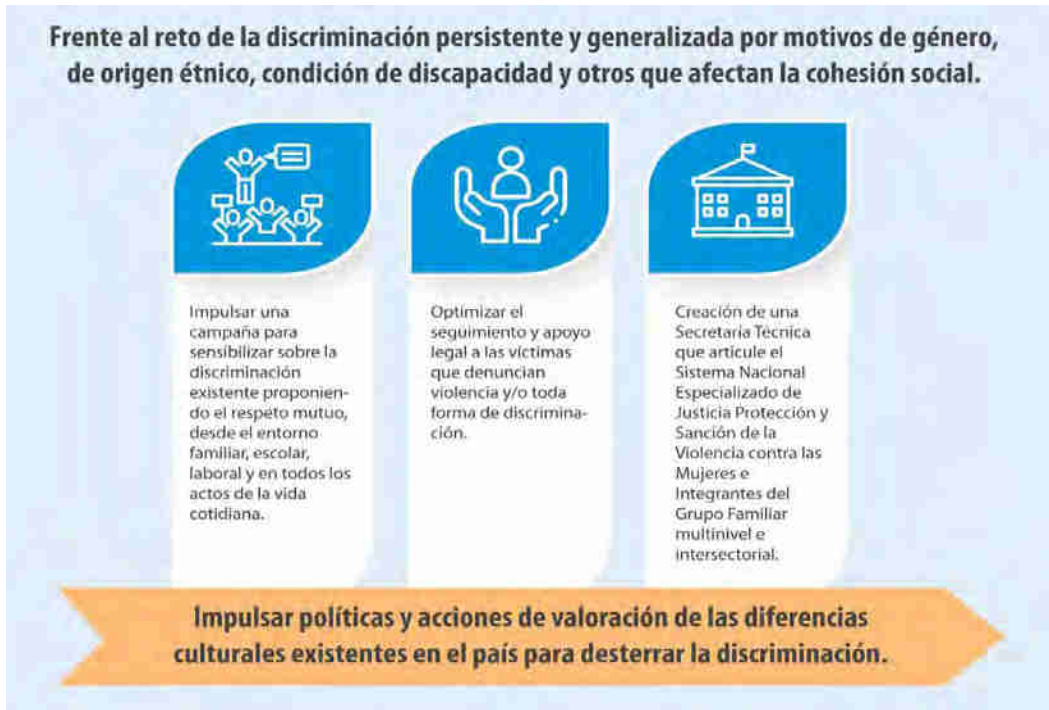 Frente al reto de la discriminación persistente y generalizada por motivos de género,
de origen étnico, condición de discapacidad y otros que afectan la cohesión social.
Impulsar una
campaña para
sensibilizar sobre la
discriminación
existente proponien-
do el respeto mutuo,
desde el entorno
familiar, escolar,
laboral y en todos los
actos de la vida
cotidiana.
Optimizar el
seguimiento y apoyo
legal a las víctimas
que denuncian
violencia y/o toda
forma de discrimina-
ción.
Creación de una
Secretaría Técnica
que articule el
Sistema Nacional
Especializado de
Justicia Protección y
Sanción de la
Violencia contra las
Mujeres e
Integrantes del
Grupo Familiar
multinivel e
intersectorial.
Impulsar políticas y acciones de valoración de las diferencias
culturales existentes en el país para desterrar la discriminación.